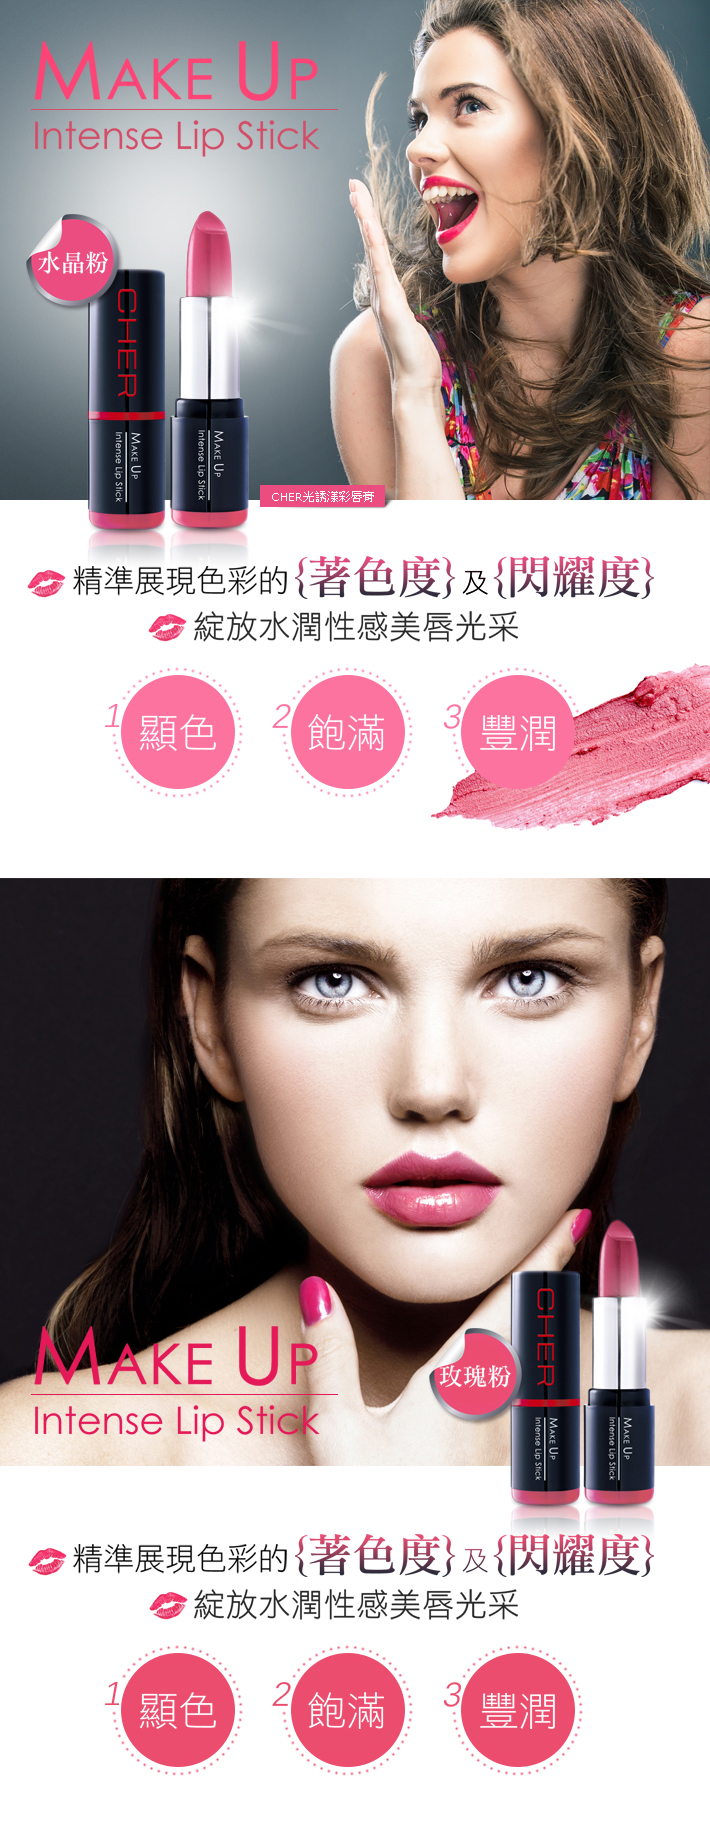 MAKE UP
Intense Lip Stick
水晶粉
CHER
MAKE UP
Intense Lip Stick
MAKE UP
Intense Lip Stick
CHER光誘漾彩唇膏
精準展現色彩的{著色度}及{閃耀度}
綻放水潤性感美唇光采
1 顯色
2 飽滿
3 豐潤
MAKE UP
Intense Lip Stick
玫瑰粉
CHER
MAKE UP
Intense Lip Stick
MAKE UP
Intense Lip Stick
精準展現色彩的{著色度}及{閃耀度}
綻放水潤性感美唇光采
1 顯色
2 飽滿
3 豐潤